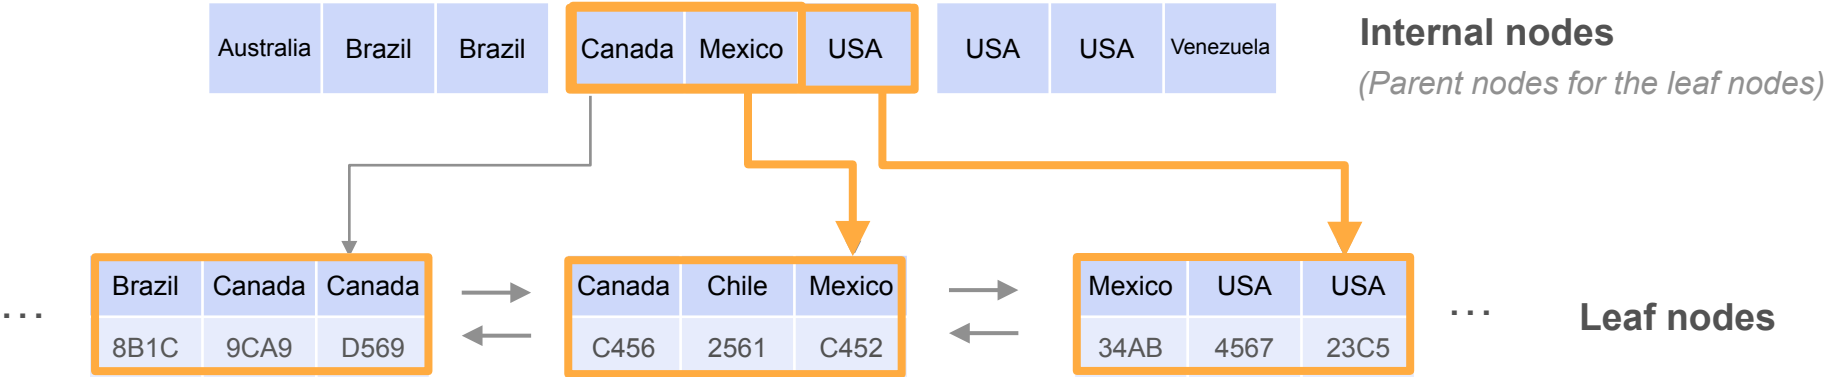 Australia Brazil Brazil Canada Mexico USA USA USA Venezuela
Internal nodes
(Parent nodes for the leaf nodes)
Brazil Canada Canada Canada Chile Mexico Mexico USA USA
... 8B1C 9CA9 D569 C456 2561 C452 34AB 4567 23C5 ...
Leaf nodes